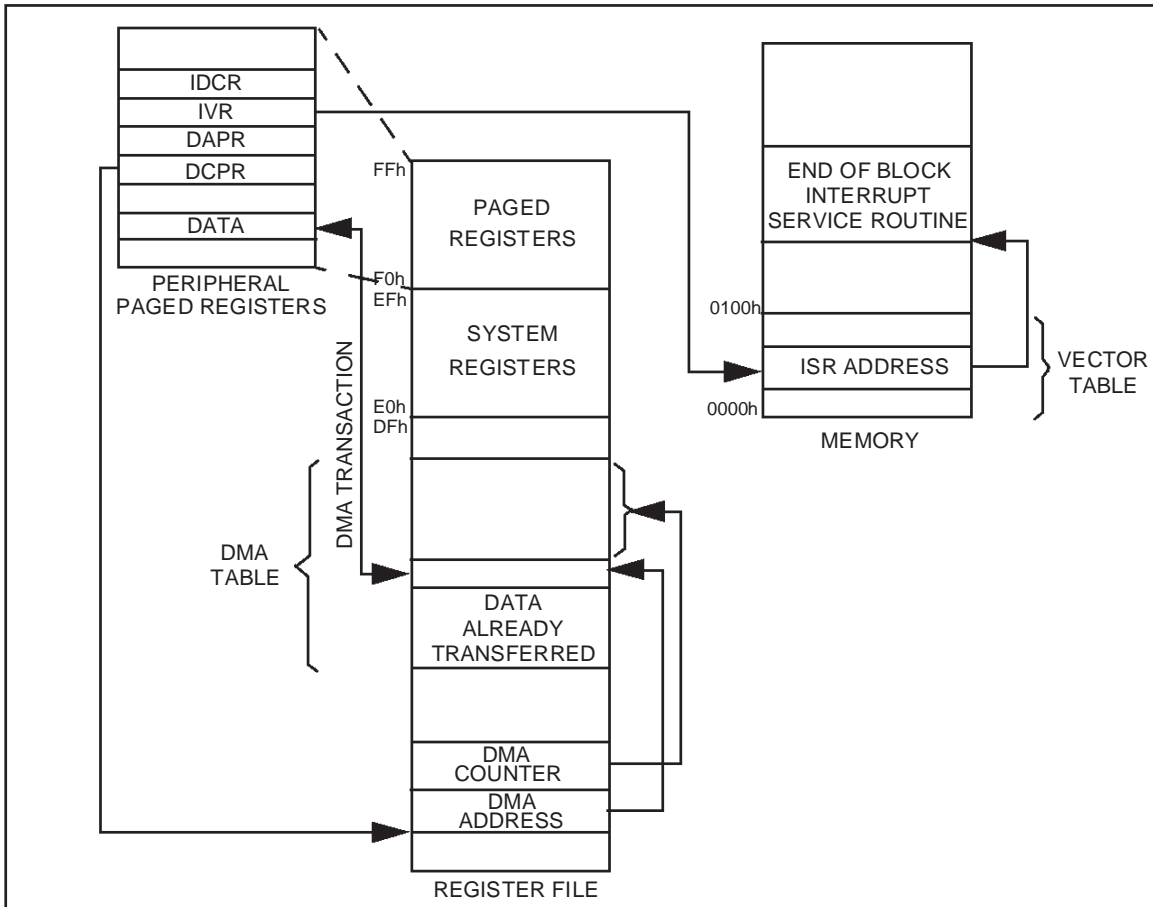 IDCR
IVR
DAPR
DCPR
DATA
PERIPHERAL
PAGED REGISTERS
FFh
PAGED
REGISTERS
F0h
EFh
SYSTEM
REGISTERS
E0h
DFh
DMA TRANSACTION
DMA
TABLE
DATA
ALREADY
TRANSFERRED
DMA
COUNTER
DMA
ADDRESS
REGISTER FILE
END OF BLOCK
INTERRUPT
SERVICE ROUTINE
0100h
ISR ADDRESS
0000h
VECTOR
TABLE
MEMORY